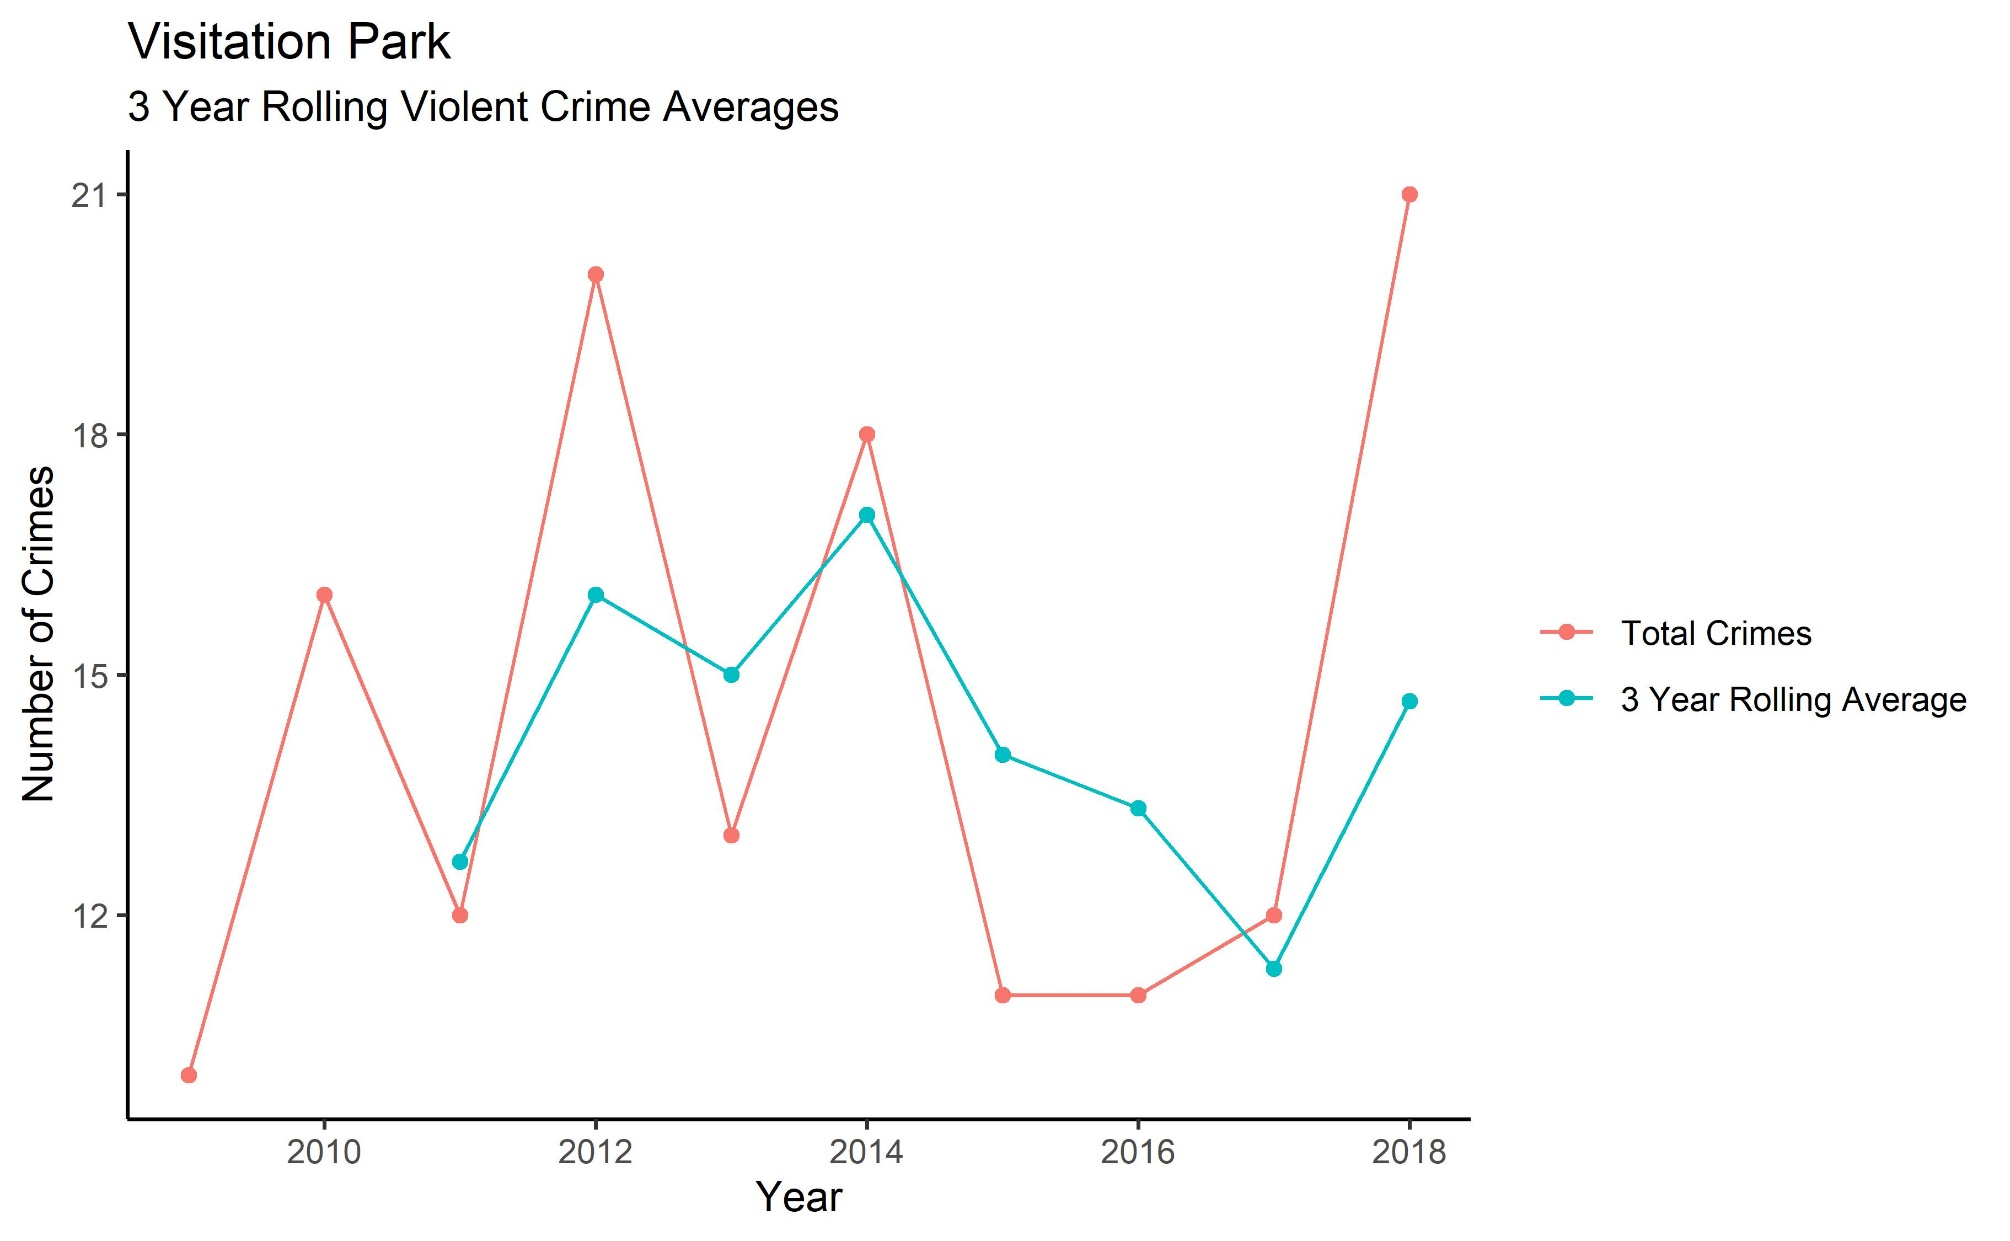 Visitation Park
3 Year Rolling Violent Crime Averages
Number of Crimes
21
18
15
12
2010 2012 2014 2016 2018
Year
Total Crimes
3 Year Rolling Average